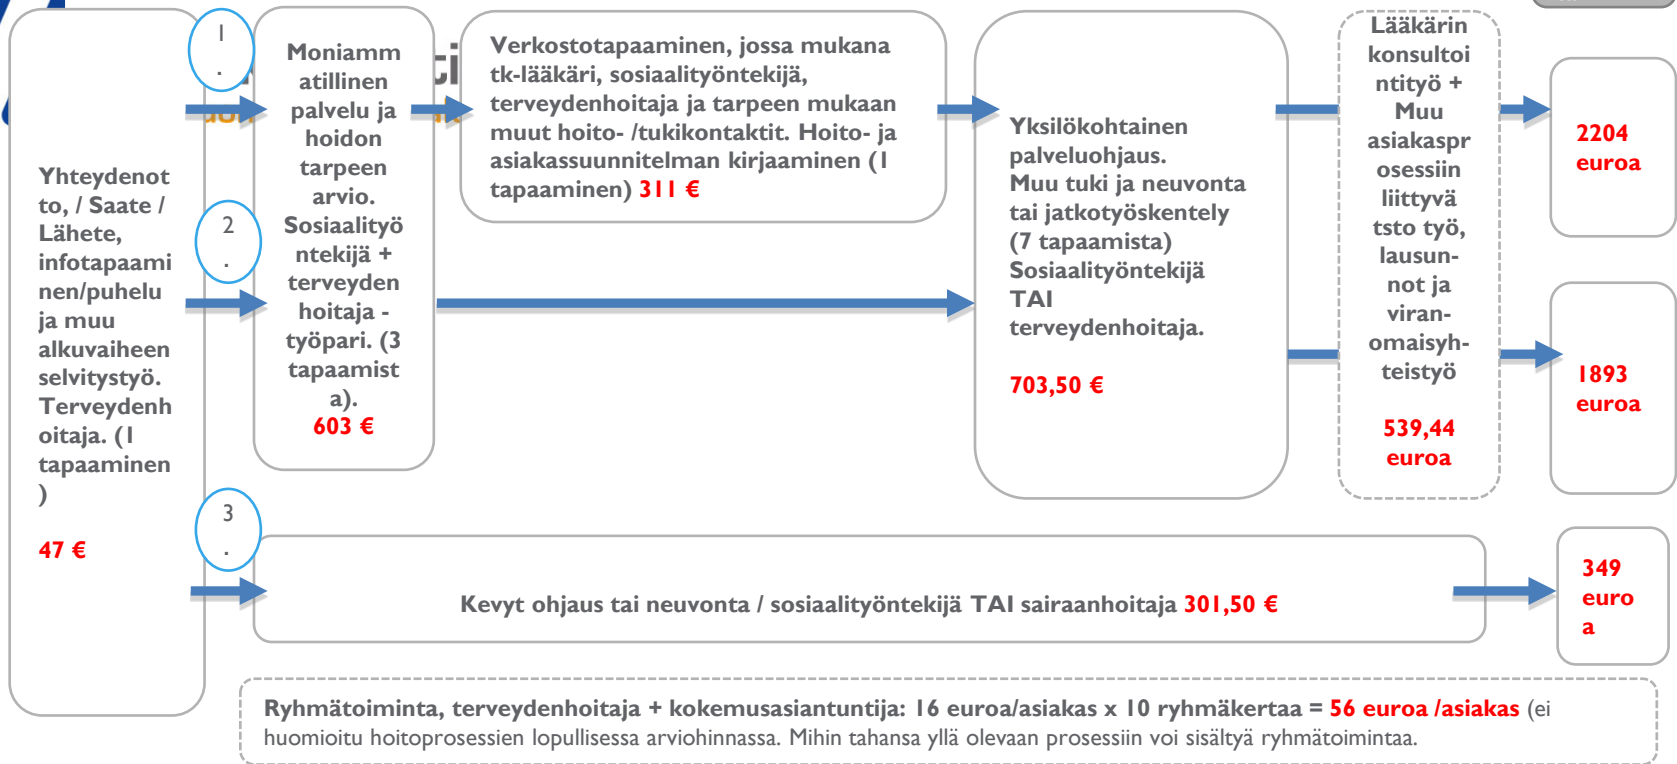 Yhteydenot
to, / Saate /
Lähete,
infotapaami
nen/puhelu
ja muu
alkuvaiheen
selvitystyö.
Terveydenh
oitaja. (1
tapaaminen
)
47 €
1
.
2
.
3
.
Moniamm
atillinen
palvelu ja
hoidon
tarpeen
arvio.
Sosiaalityö
ntekijä +
terveyden
hoitaja -
työpari. (3
tapaamist
a).
603 €
ti
Verkostotapaaminen, jossa mukana
tk-lääkäri, sosiaalityöntekijä,
terveydenhoitaja ja tarpeen mukaan
muut hoito- /tukikontaktit. Hoito- ja
asiakassuunnitelman kirjaaminen (1
tapaaminen) 311 €
Yksilökohtainen
palveluohjaus.
Muu tuki ja neuvonta
tai jatkotyöskentely
(7 tapaamista)
Sosiaalityöntekijä
TAI
terveydenhoitaja.
703,50 €
Lääkärin
konsultoi
ntityö +
Muu
asiakaspr
osessiin
liittyvä
tsto työ,
lausun-
not ja
viran-
omaisyh-
teistyö
539,44
euroa
...
2204
euroa
1893
euroa
Kevyt ohjaus tai neuvonta / sosiaalityöntekijä TAI sairaanhoitaja 301,50 €
349
euro
a
Ryhmätoiminta, terveydenhoitaja + kokemusasiantuntija: 16 euroa/asiakas x 10 ryhmäkertaa = 56 euroa /asiakas (ei
huomioitu hoitoprosessien lopullisessa arviohinnassa. Mihin tahansa yllä olevaan prosessiin voi sisältyä ryhmätoimintaa.